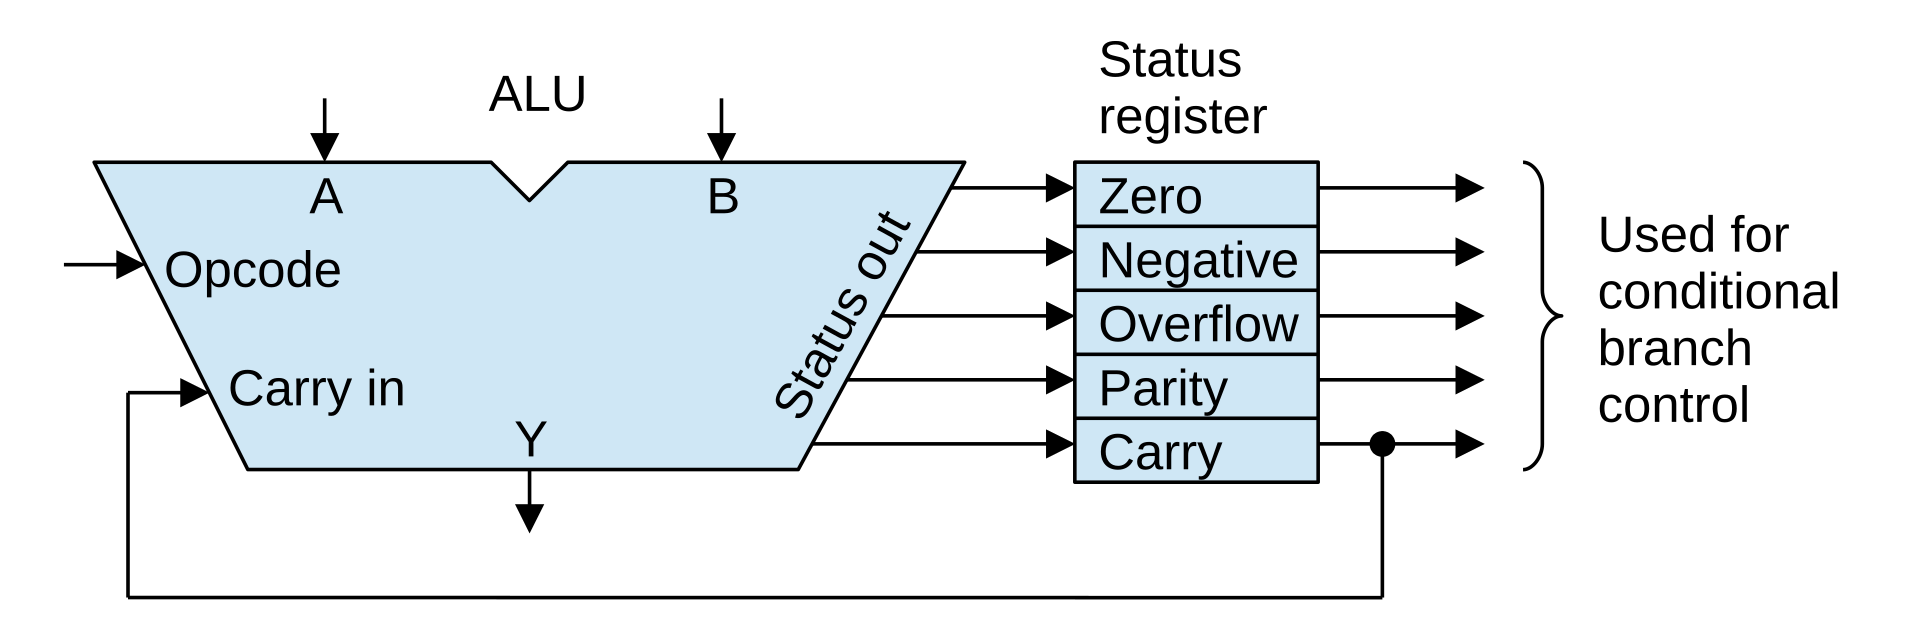 ALU
Status
register
A
B
Opcode
Carry in
Y
Status out
Zero
Negative
Overflow
Parity
Carry
Used for
conditional
branch
control